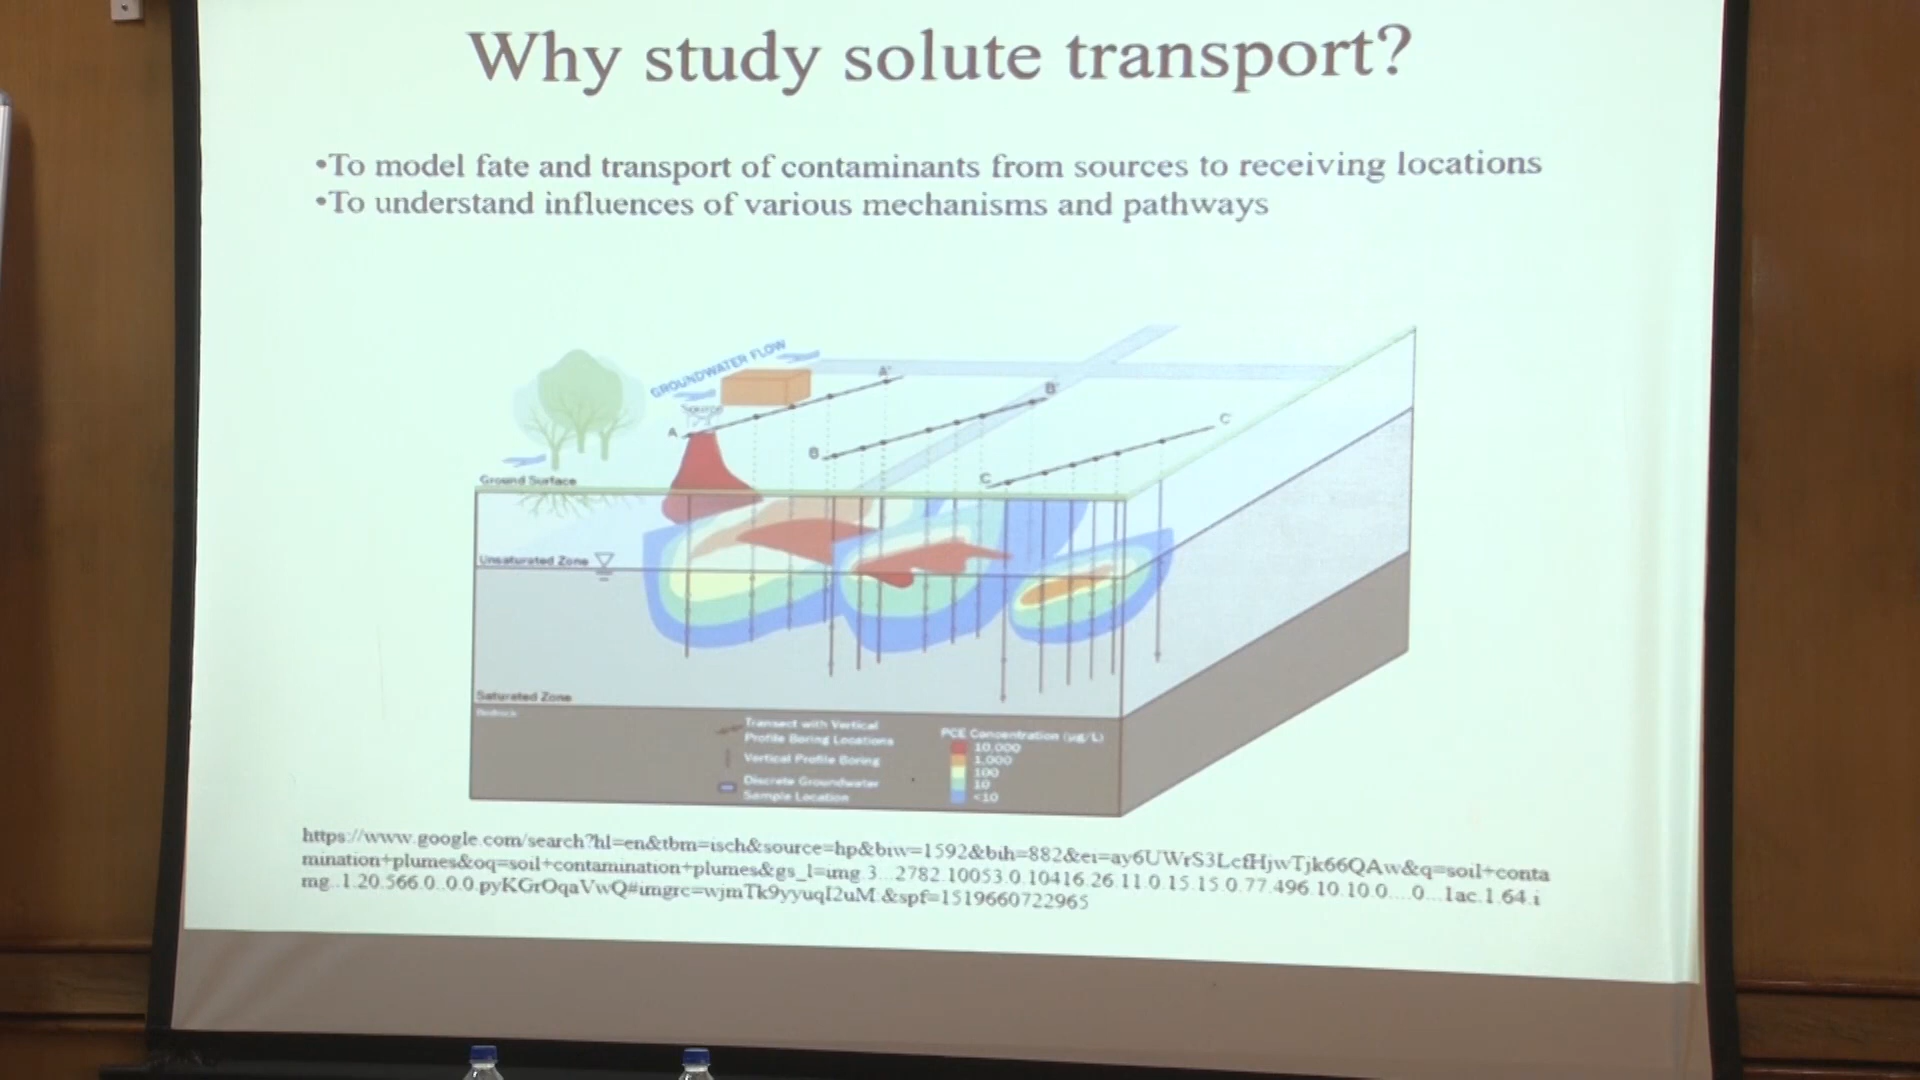 Why study solute transport?
•To model fate and transport of contaminants from sources to receiving locations
•To understand influences of various mechanisms and pathways
GROUNDWATER FLOW
Source
A
A'
B
B'
C
C'
Ground Surface
Unsaturated Zone
Saturated Zone
Bedrock
Transect with Vertical
Profile Boring Locations
Vertical Profile Boring
Discrete Groundwater
Sample Location
PCE Concentration (ug/L)
10,000
1,000
100
10
<10
https://www.google.com/search?hl=en&tbm=isch&source=hp&biw=1592&bih=882&ei=ay6UWrS3LcfHjwTjk66QAw&q=soil+conta
mination+plumes&oq=soil+contamination+plumes&gs_l=img.3...2782.10053.0.10416.26.11.0.15.15.0.77.496.10.10.0....0...1ac.1.64.i
mg..1.20.566.0..0.0.pyKGrOqaVwQ#imgrc=wjmTk9yyuqI2uM:&spf=1519660722965